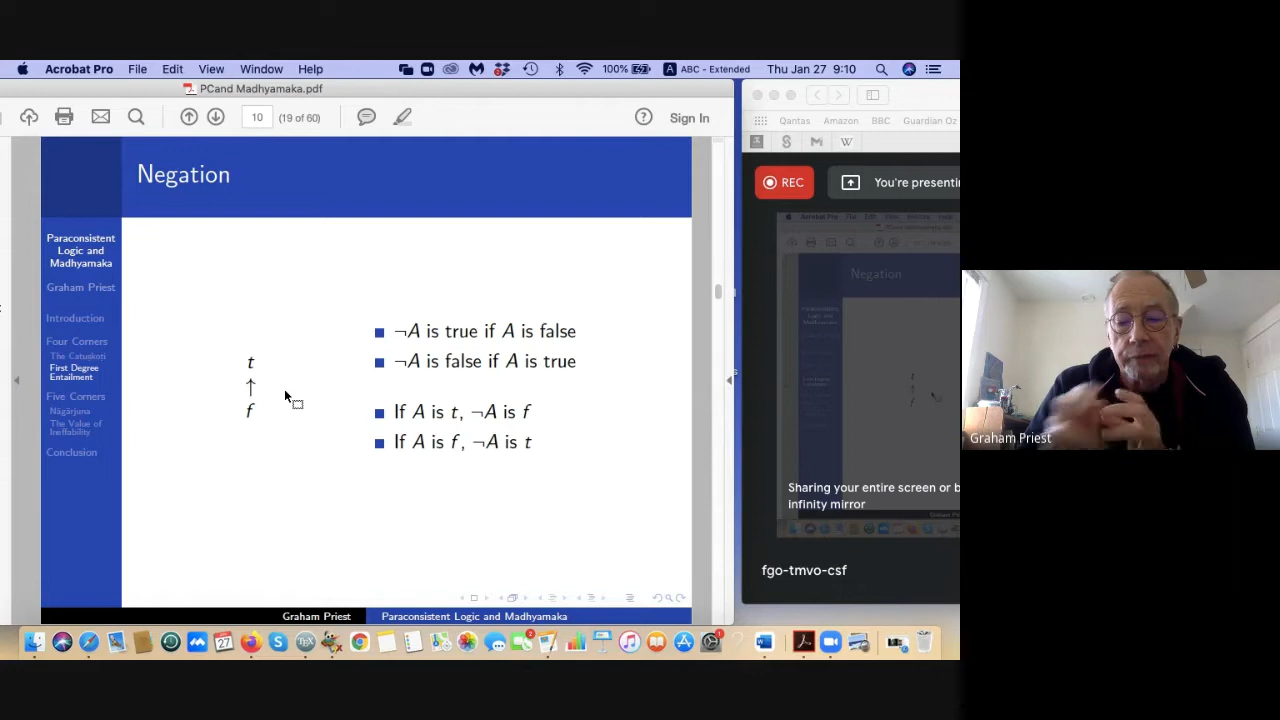 Acrobat Pro File Edit View Window Help 100% ABC - Extended Thu Jan 27 9:10
PCand Madhyamaka.pdf
10 (19 of 60) Sign In
Negation
Paraconsistent
Logic and
Madhyamaka
Graham Priest
Introduction
Four Corners
The Catuskoti
First Degree
Entailment
Five Corners
Nāgārjuna
The Value of
Ineffability
Conclusion
t
↑
f
¬A is true if A is false
¬A is false if A is true
If A is t, ¬A is f
If A is f, ¬A is t
Graham Priest Paraconsistent Logic and Madhyamaka
Qantas Amazon BBC Guardian Oz
REC You're presentin
Negation
Sharing your entire screen or b
infinity mirror
fgo-tmvo-csf
Graham Priest